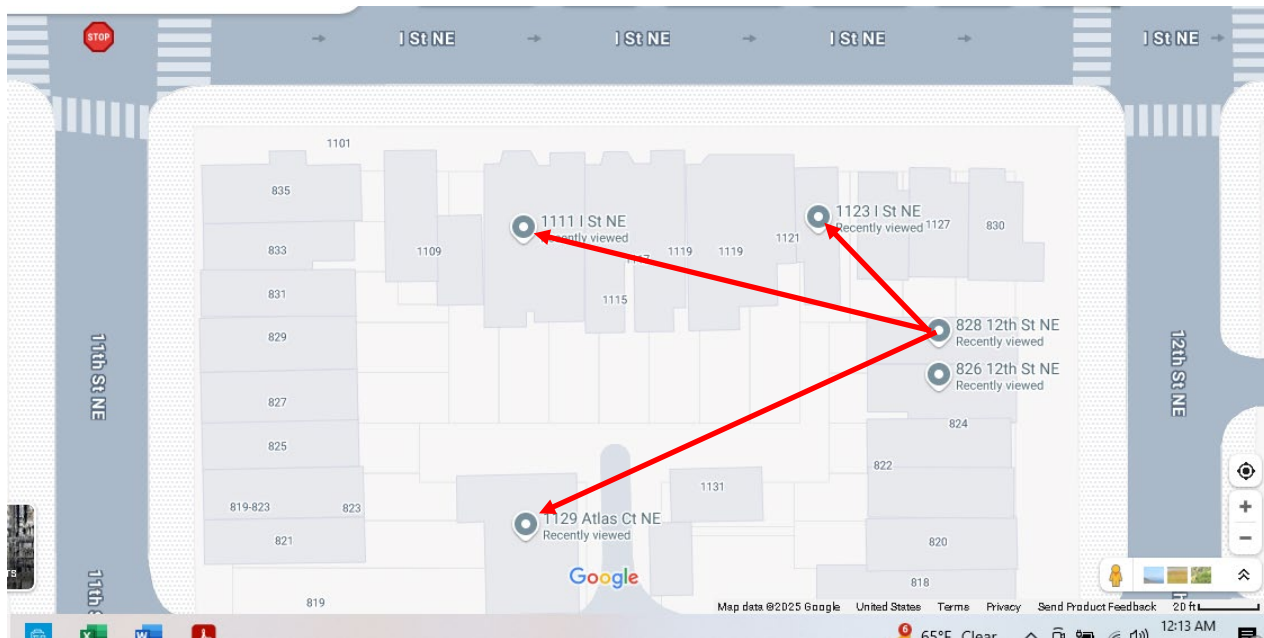 STOP
I St NE
I St NE
I St NE
I St NE
1101
835
1111 I St NE
Recently viewed
1123 I St NE
Recently viewed
1127
830
833
1109
1117
1119
1119
1121
831
1115
829
828 12th St NE
Recently viewed
11th St NE
12th St NE
826 12th St NE
Recently viewed
827
824
825
822
1131
819-823
823
1129 Atlas Ct NE
Recently viewed
821
820
Google
818
819
Map data ©2025 Google United States Terms Privacy Send Product Feedback 20 ft
6
65°F Clear
12:13 AM